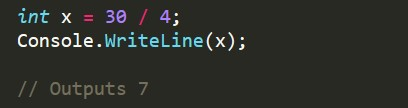 int x = 30 / 4;
Console.WriteLine(x);
// Outputs 7